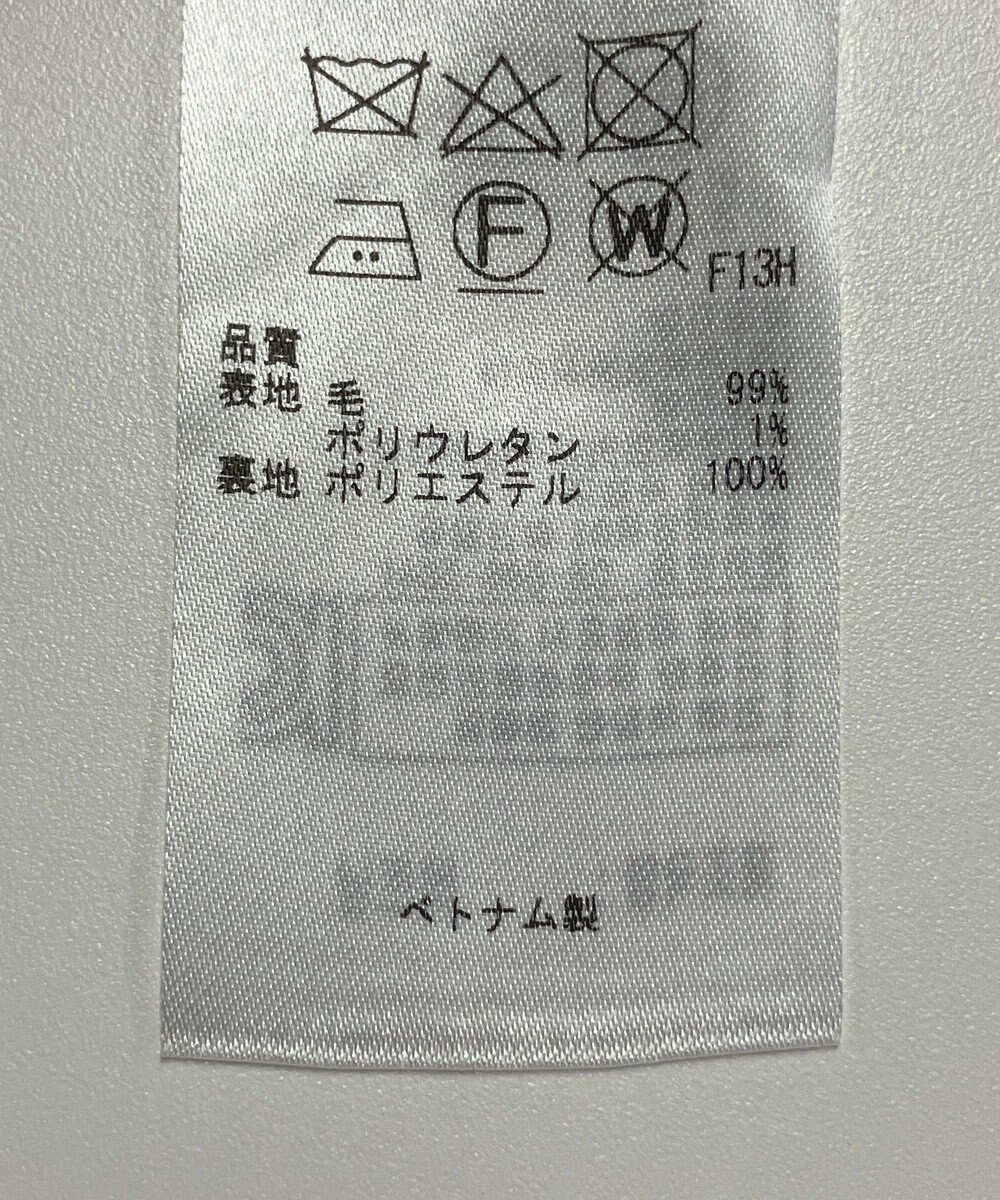 F W F13H
品質
表地 毛 99%
ポリウレタン 1%
裏地 ポリエステル 100%
ベトナム製